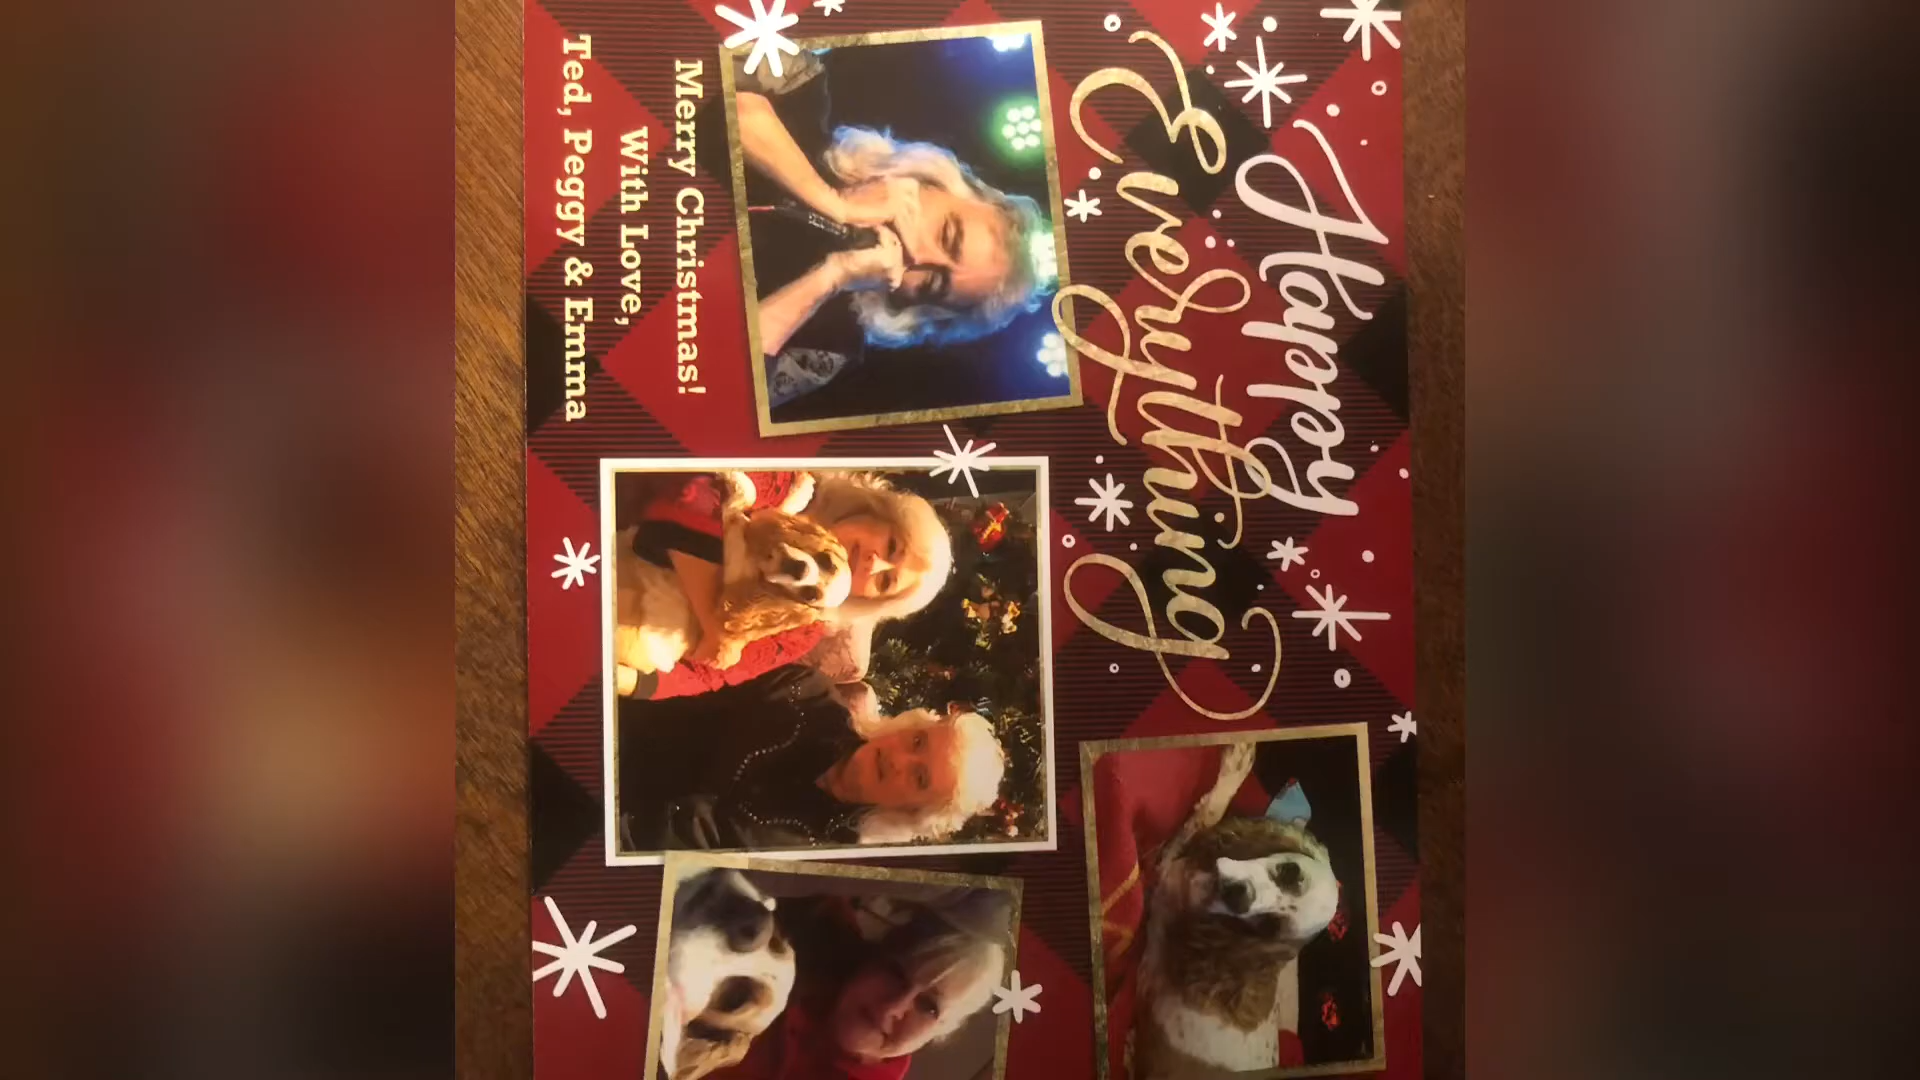 Happy
Everything
Merry Christmas!
With Love,
Ted, Peggy & Emma